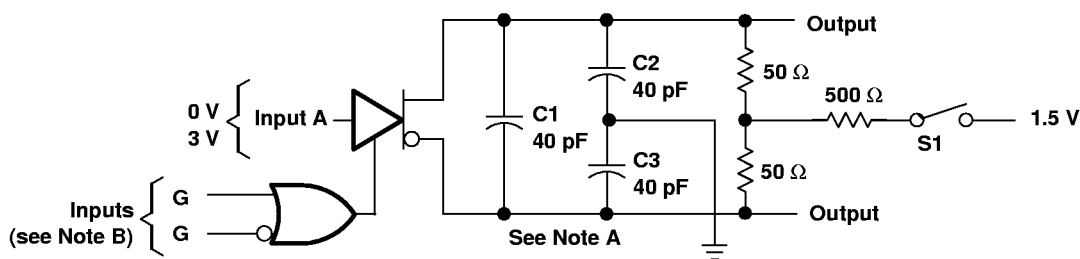 Output
C2
40 pF
50 Ω
500 Ω
0 V
3 V
Input A
C1
40 pF
1.5 V
S1
C3
40 pF
50 Ω
Inputs
(see Note B)
G
G
Output
See Note A